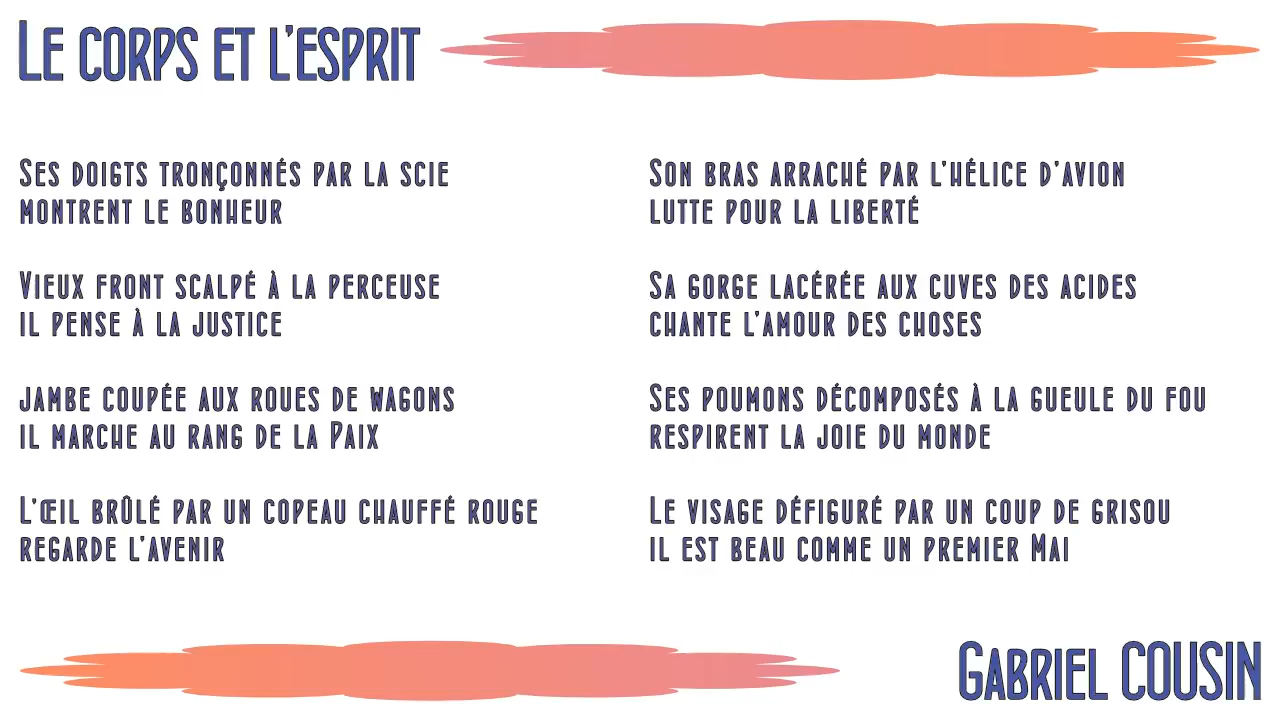 Le corps et l'esprit
Ses doigts tronçonnés par la scie
montrent le bonheur
Vieux front scalpé à la perceuse
il pense à la justice
jambe coupée aux roues de wagons
il marche au rang de la Paix
L'œil brûlé par un copeau chauffé rouge
regarde l'avenir
Son bras arraché par l'hélice d'avion
lutte pour la liberté
Sa gorge lacérée aux cuves des acides
chante l'amour des choses
Ses poumons décomposés à la gueule du fou
respirent la joie du monde
Le visage défiguré par un coup de grisou
il est beau comme un premier Mai
Gabriel COUSIN